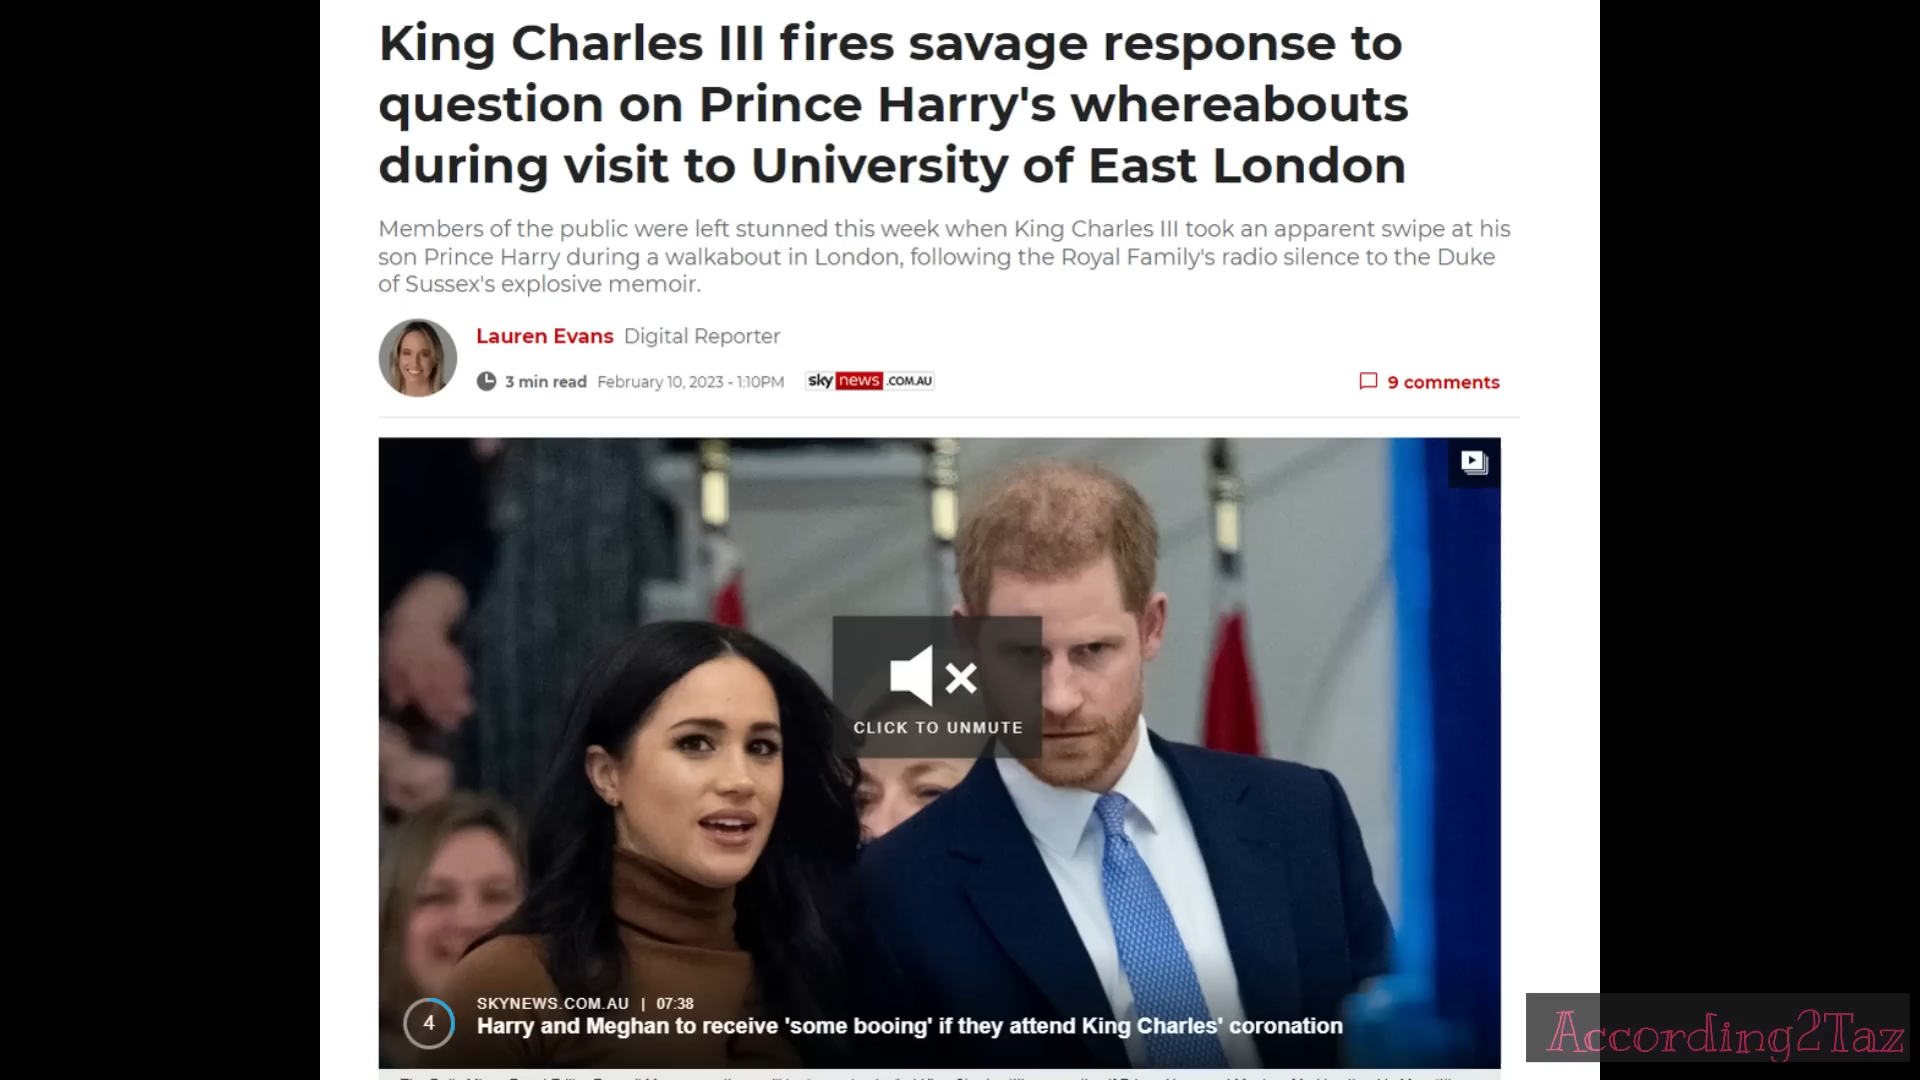 King Charles III fires savage response to
question on Prince Harry's whereabouts
during visit to University of East London
Members of the public were left stunned this week when King Charles III took an apparent swipe at his
son Prince Harry during a walkabout in London, following the Royal Family's radio silence to the Duke
of Sussex's explosive memoir.
Lauren Evans Digital Reporter
3 min read February 10, 2023 - 1:10PM sky news .COM.AU
9 comments
CLICK TO UNMUTE
SKYNEWS.COM.AU | 07:38
4 Harry and Meghan to receive 'some booing' if they attend King Charles' coronation
According2Taz